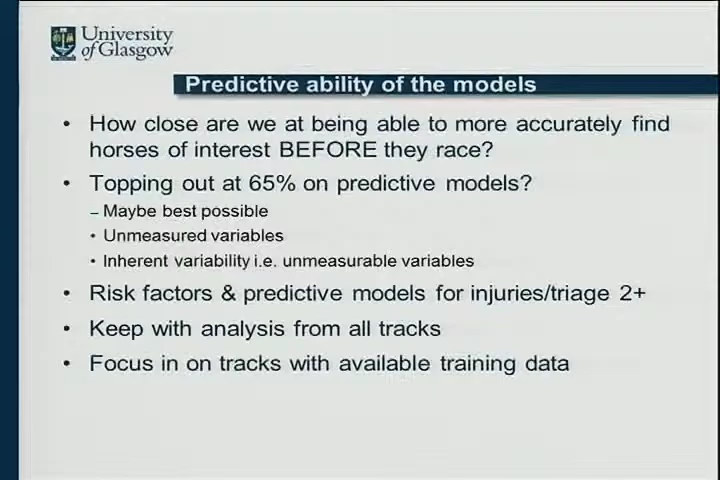 University
of Glasgow
Predictive ability of the models
• How close are we at being able to more accurately find
horses of interest BEFORE they race?
• Topping out at 65% on predictive models?
– Maybe best possible
• Unmeasured variables
• Inherent variability i.e. unmeasurable variables
• Risk factors & predictive models for injuries/triage 2+
• Keep with analysis from all tracks
• Focus in on tracks with available training data